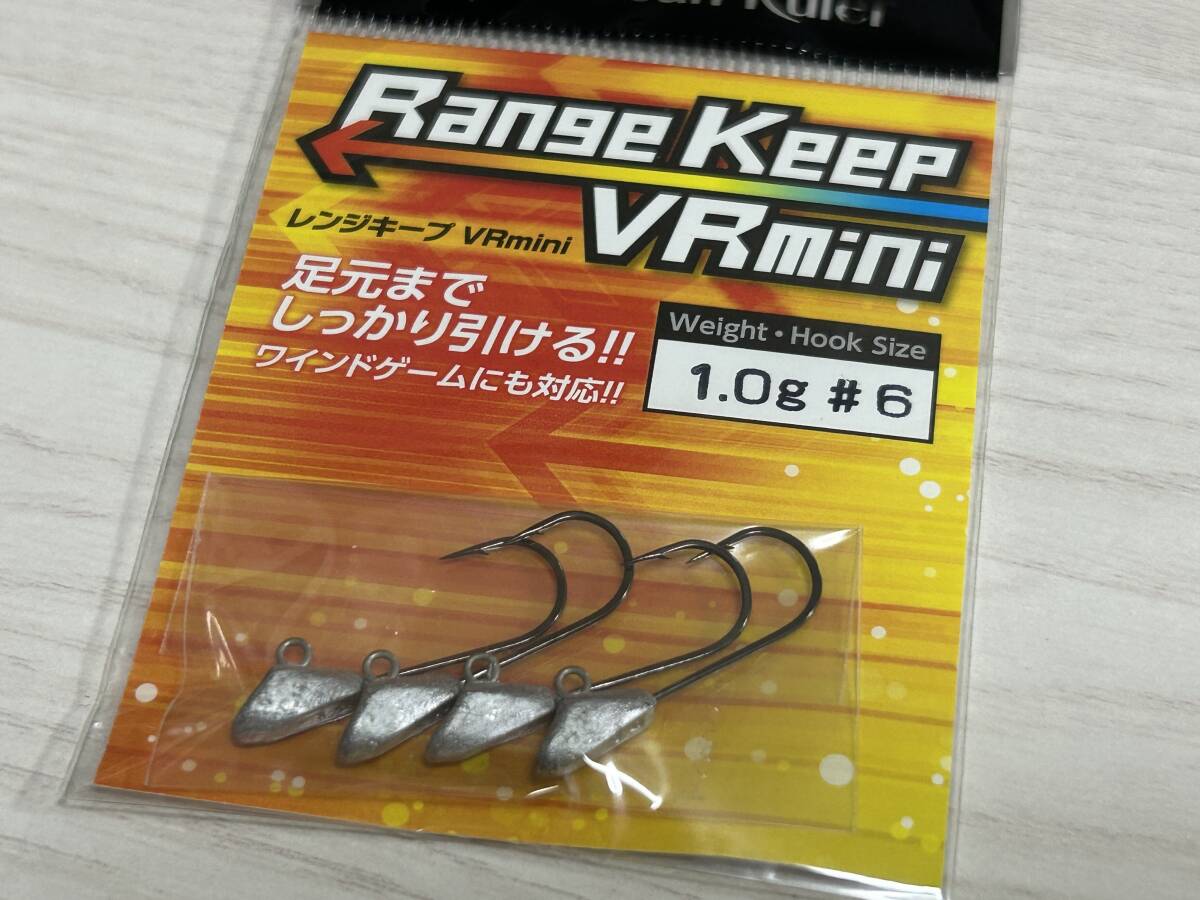 Ruler
Range Keep
VRmini
レンジキープ VRmini
足元まで
しっかり引ける!!
ワインドゲームにも対応!!
Weight・Hook Size
1.0g #6